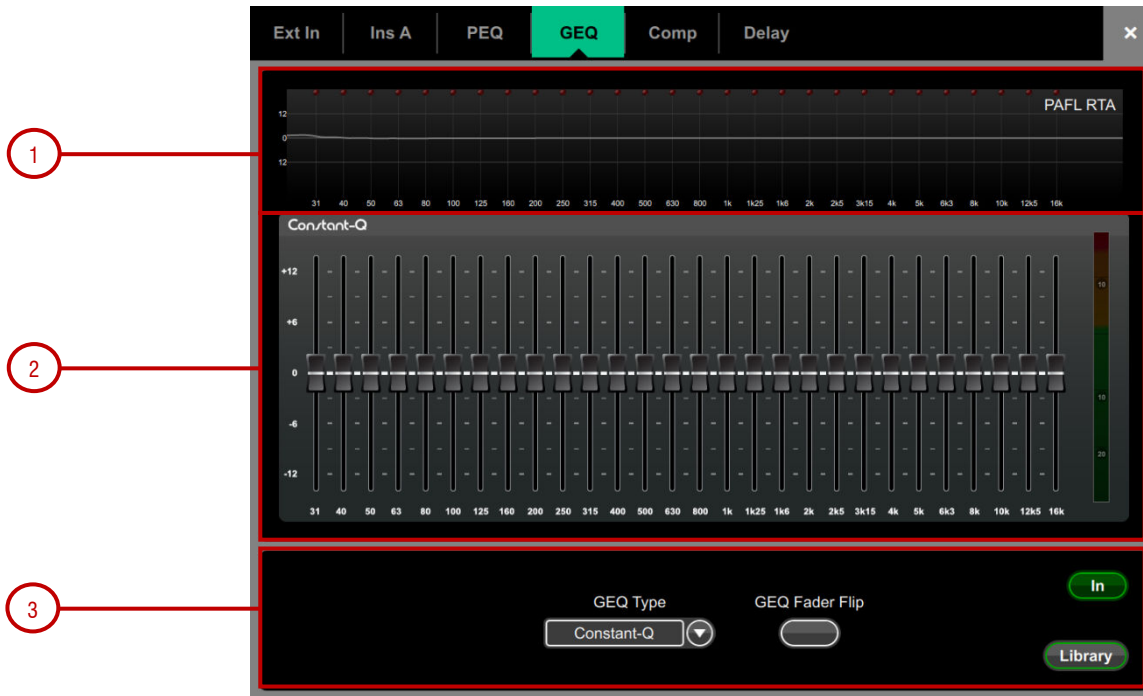 Ext In Ins A PEQ GEQ Comp Delay ×
PAFL RTA
12
0
12
31 40 50 63 80 100 125 160 200 250 315 400 500 630 800 1k 1k25 1k6 2k 2k5 3k15 4k 5k 6k3 8k 10k 12k5 16k
1
Constant-Q
+12
10
+6
2
0
10
-6
20
-12
31 40 50 63 80 100 125 160 200 250 315 400 500 630 800 1k 1k25 1k6 2k 2k5 3k15 4k 5k 6k3 8k 10k 12k5 16k
In
3
GEQ Type GEQ Fader Flip
Constant-Q
Library